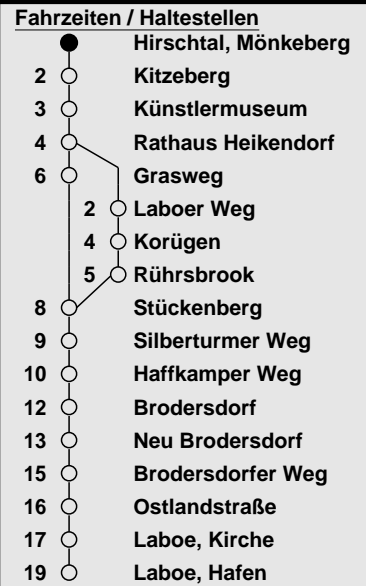 Fahrzeiten / Haltestellen
Hirschtal, Mönkeberg
2 Kitzeberg
3 Künstlermuseum
4 Rathaus Heikendorf
6 Grasweg
2 Laboer Weg
4 Korügen
5 Rührsbrook
8 Stückenberg
9 Silberturmer Weg
10 Haffkamper Weg
12 Brodersdorf
13 Neu Brodersdorf
15 Brodersdorfer Weg
16 Ostlandstraße
17 Laboe, Kirche
19 Laboe, Hafen